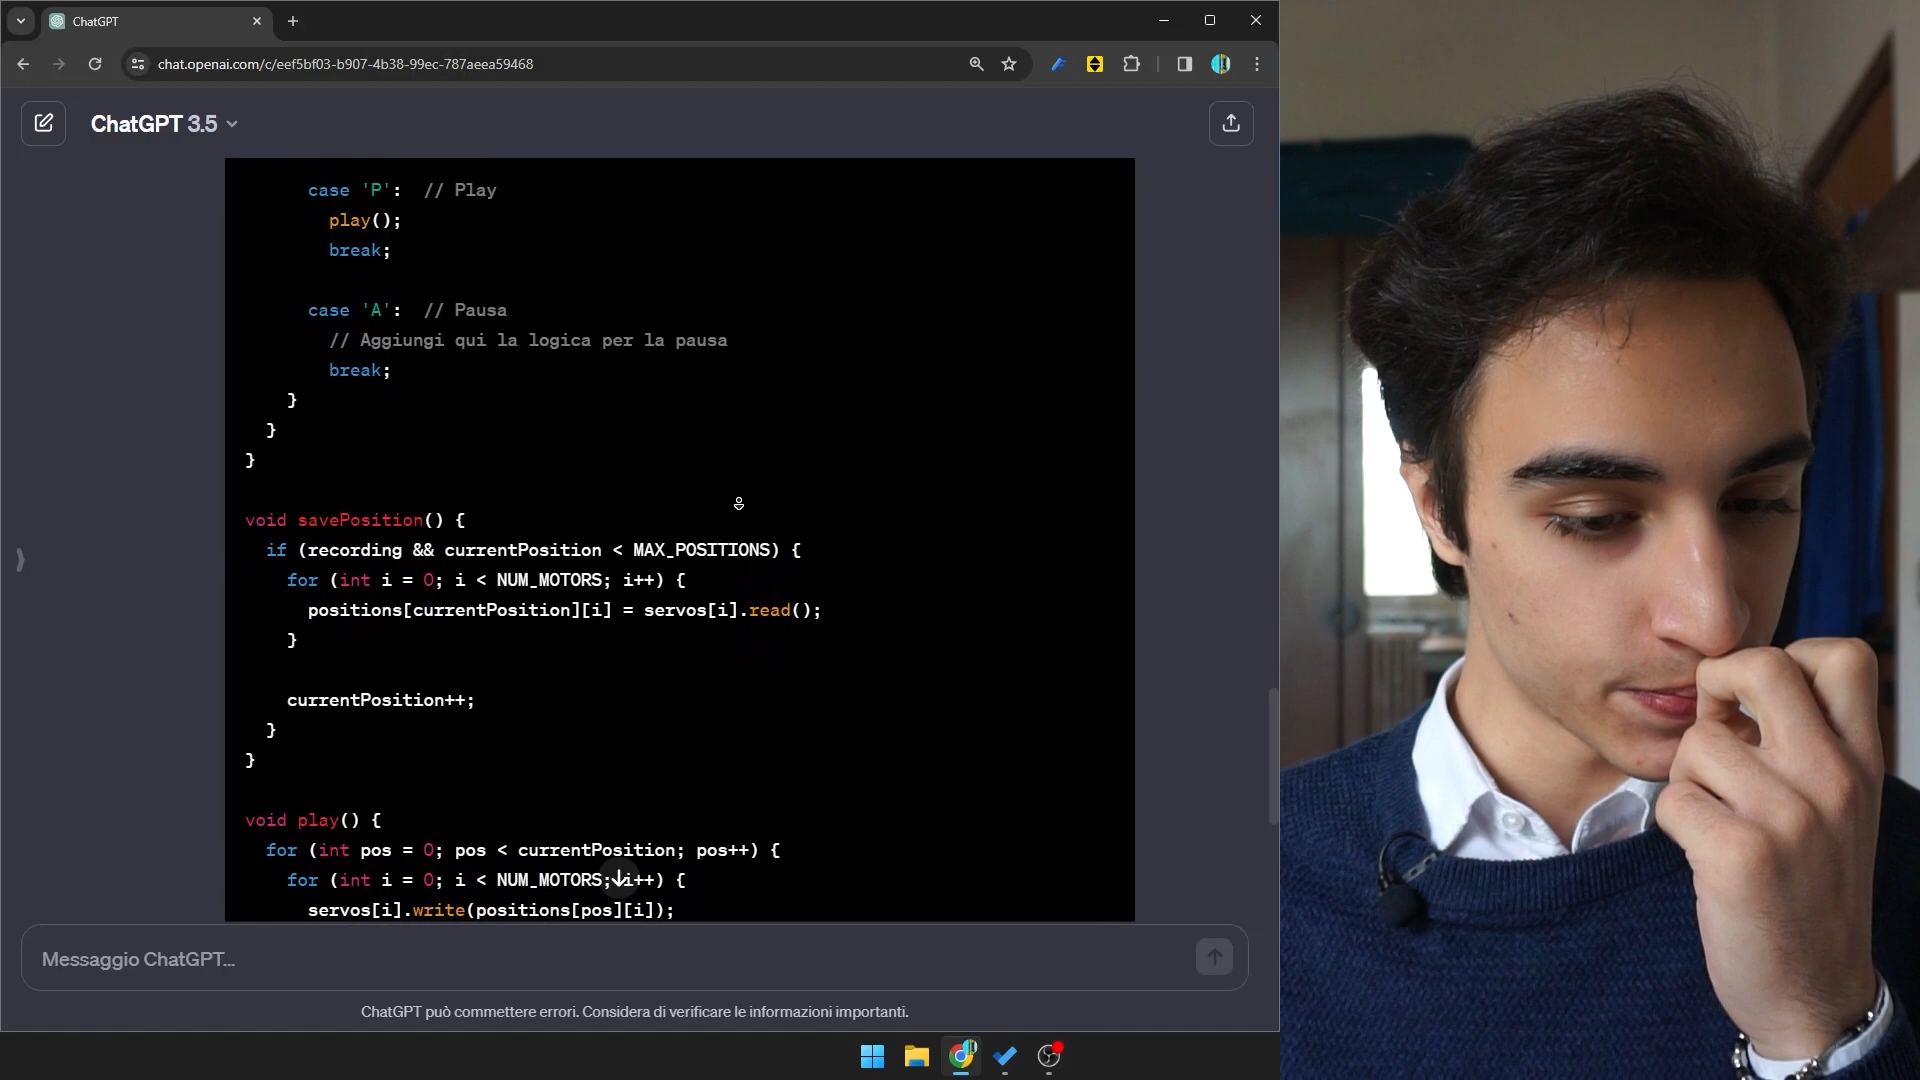 ChatGPT
chat.openai.com/c/eef5bf03-b907-4b38-99ec-787aeea59468
ChatGPT 3.5
case 'P':  // Play
play();
break;
case 'A':  // Pausa
// Aggiungi qui la logica per la pausa
break;
}
}
}
void savePosition() {
if (recording && currentPosition < MAX_POSITIONS) {
for (int i = 0; i < NUM_MOTORS; i++) {
positions[currentPosition][i] = servos[i].read();
}
currentPosition++;
}
}
void play() {
for (int pos = 0; pos < currentPosition; pos++) {
for (int i = 0; i < NUM_MOTORS; i++) {
servos[i].write(positions[pos][i]);
Messaggio ChatGPT...
ChatGPT può commettere errori. Considera di verificare le informazioni importanti.